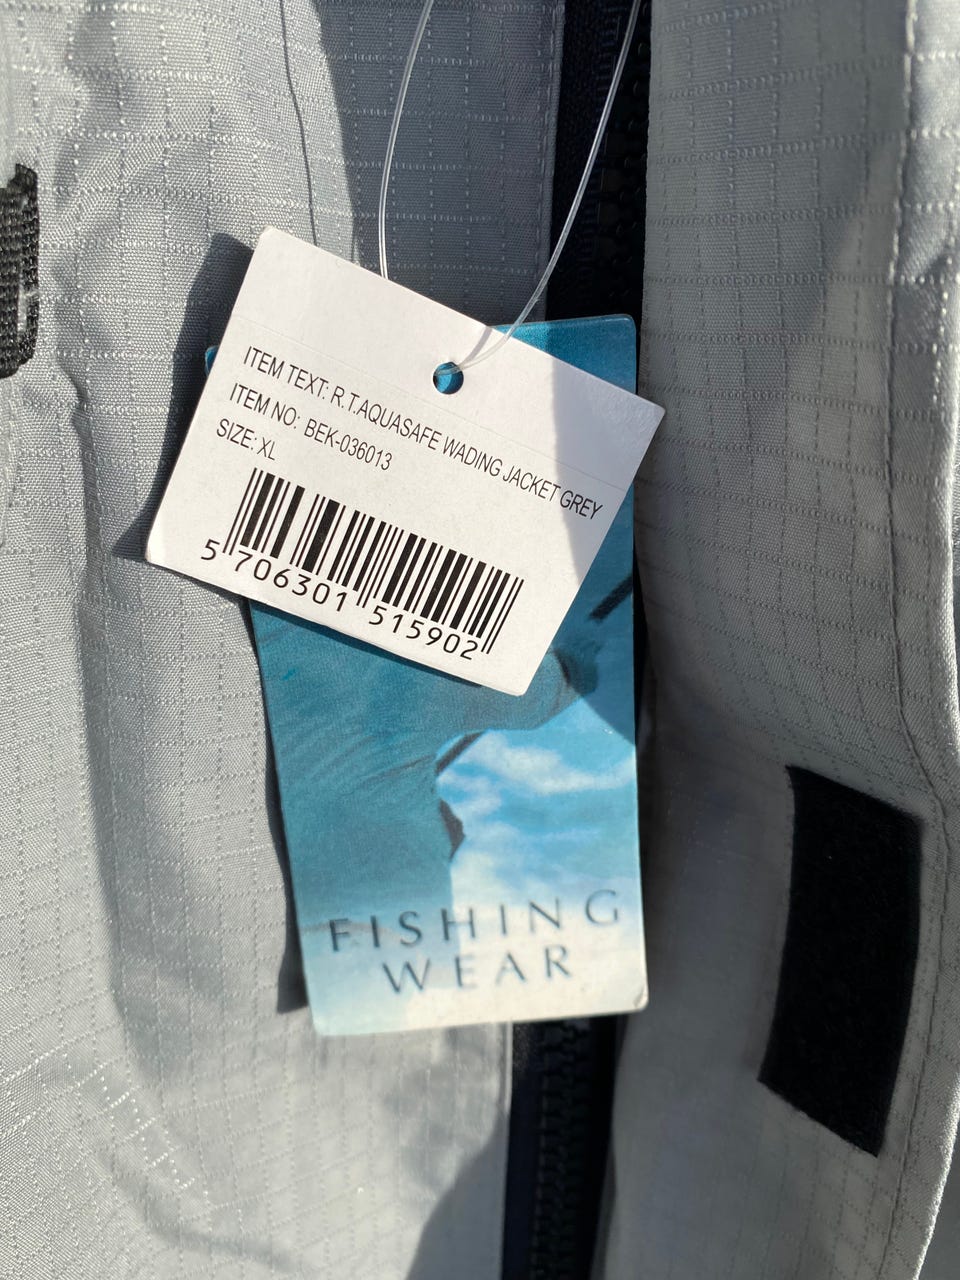 ITEM TEXT: R.T.AQUASAFE WADING JACKET GREY
ITEM NO: BEK-036013
SIZE: XL
5 706301 515902
FISHING
WEAR